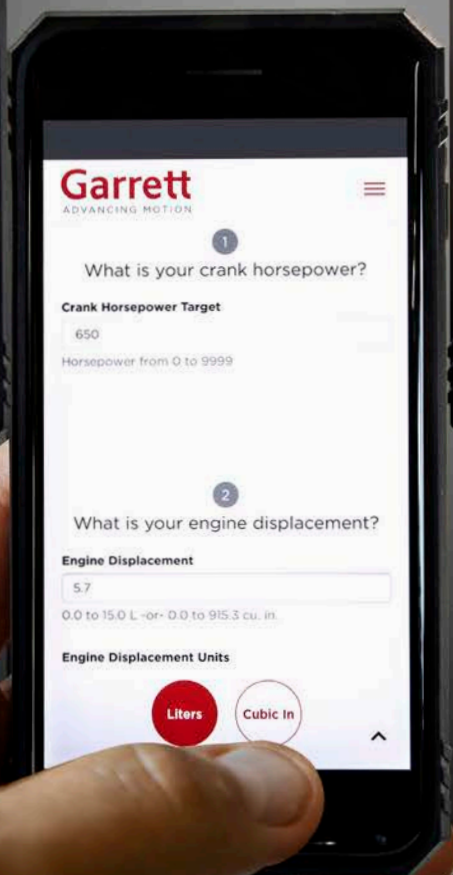 Garrett
ADVANCING MOTION
1
What is your crank horsepower?
Crank Horsepower Target
650
Horsepower from 0 to 9999
2
What is your engine displacement?
Engine Displacement
5.7
0.0 to 15.0 L -or- 0.0 to 915.3 cu. in.
Engine Displacement Units
Liters
Cubic In